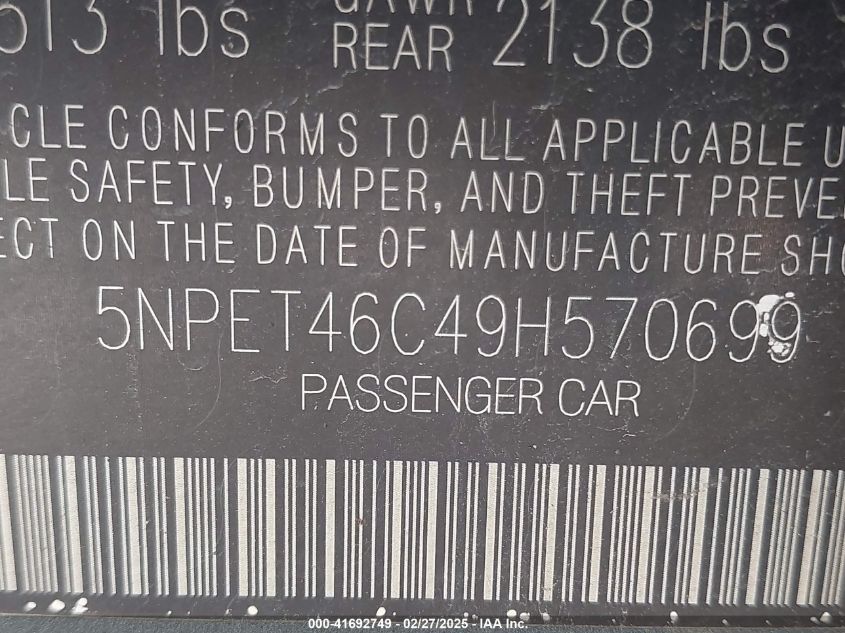 513 lbs GAWR
REAR 2138 lbs
CLE CONFORMS TO ALL APPLICABLE U
LE SAFETY, BUMPER, AND THEFT PREVE
ECT ON THE DATE OF MANUFACTURE SHO
5NPET46C49H570699
PASSENGER CAR
000-41692749 — 02/27/2025 — IAA Inc.